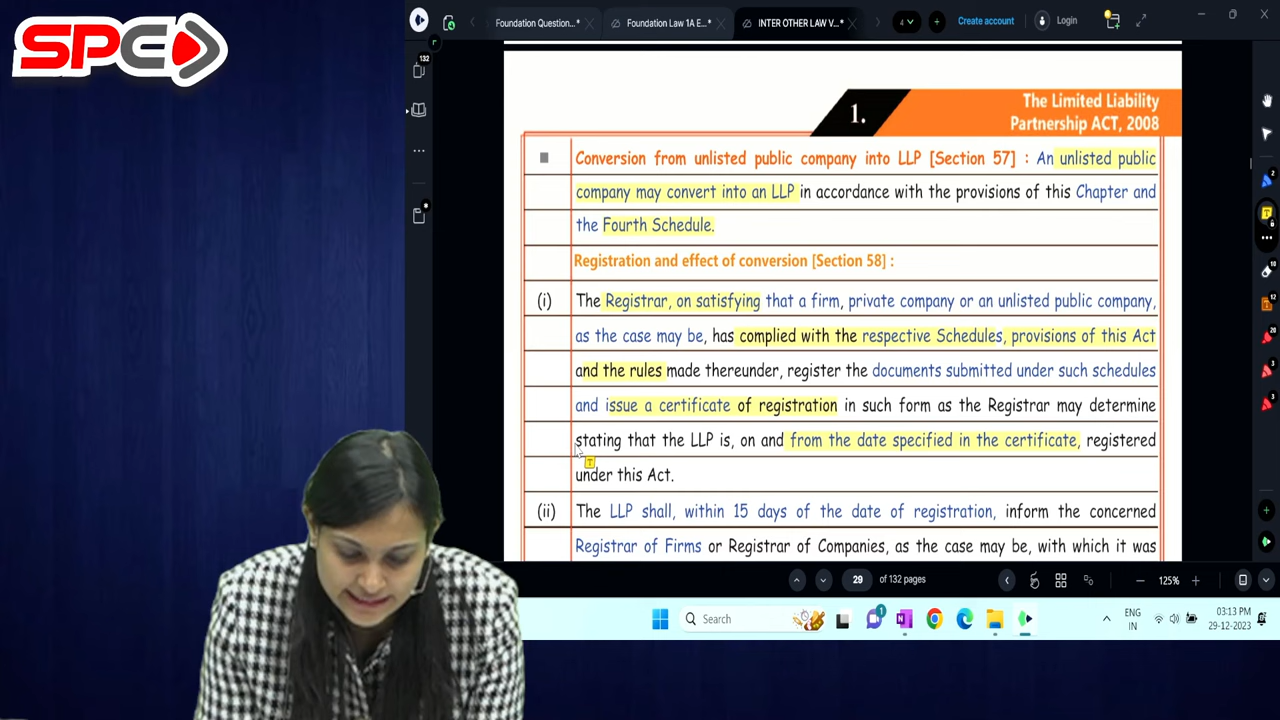 SPC
Foundation Question...*
Foundation Law 1A E...*
INTER OTHER LAW V...*
4
Create account
Login
132
1.
The Limited Liability
Partnership ACT, 2008
Conversion from unlisted public company into LLP [Section 57] : An unlisted public
company may convert into an LLP in accordance with the provisions of this Chapter and
the Fourth Schedule.
Registration and effect of conversion [Section 58] :
(i) The Registrar, on satisfying that a firm, private company or an unlisted public company,
as the case may be, has complied with the respective Schedules, provisions of this Act
and the rules made thereunder, register the documents submitted under such schedules
and issue a certificate of registration in such form as the Registrar may determine
stating that the LLP is, on and from the date specified in the certificate, registered
under this Act.
(ii) The LLP shall, within 15 days of the date of registration, inform the concerned
Registrar of Firms or Registrar of Companies, as the case may be, with which it was
29 of 132 pages
125%
Search
ENG
IN
03:13 PM
29-12-2023